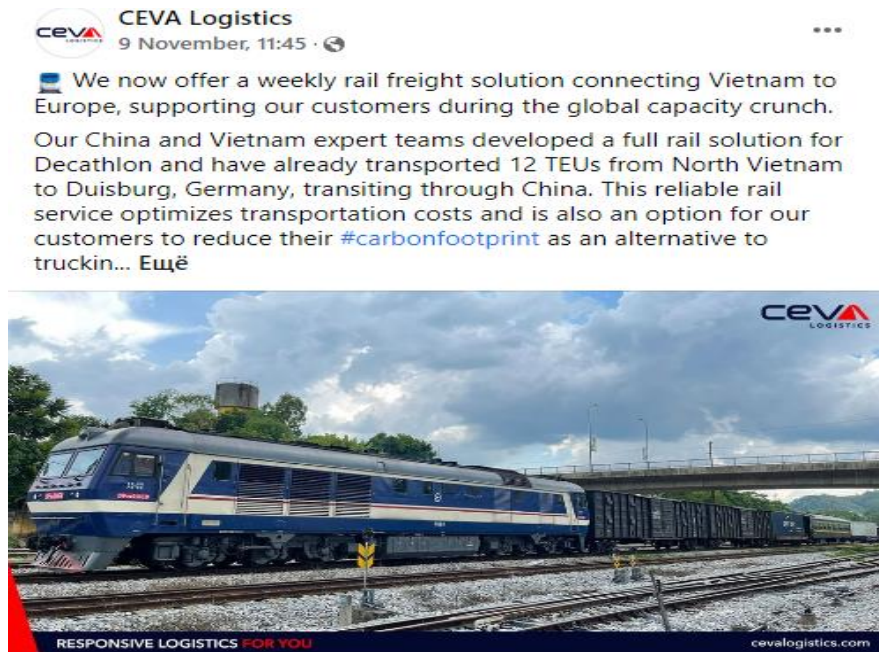 CEVA Logistics
CEVA
LOGISTICS
9 November, 11:45 ·
We now offer a weekly rail freight solution connecting Vietnam to
Europe, supporting our customers during the global capacity crunch.
Our China and Vietnam expert teams developed a full rail solution for
Decathlon and have already transported 12 TEUs from North Vietnam
to Duisburg, Germany, transiting through China. This reliable rail
service optimizes transportation costs and is also an option for our
customers to reduce their #carbonfootprint as an alternative to
truckin... Ещё
CEVA
LOGISTICS
RESPONSIVE LOGISTICS FOR YOU
cevalogistics.com